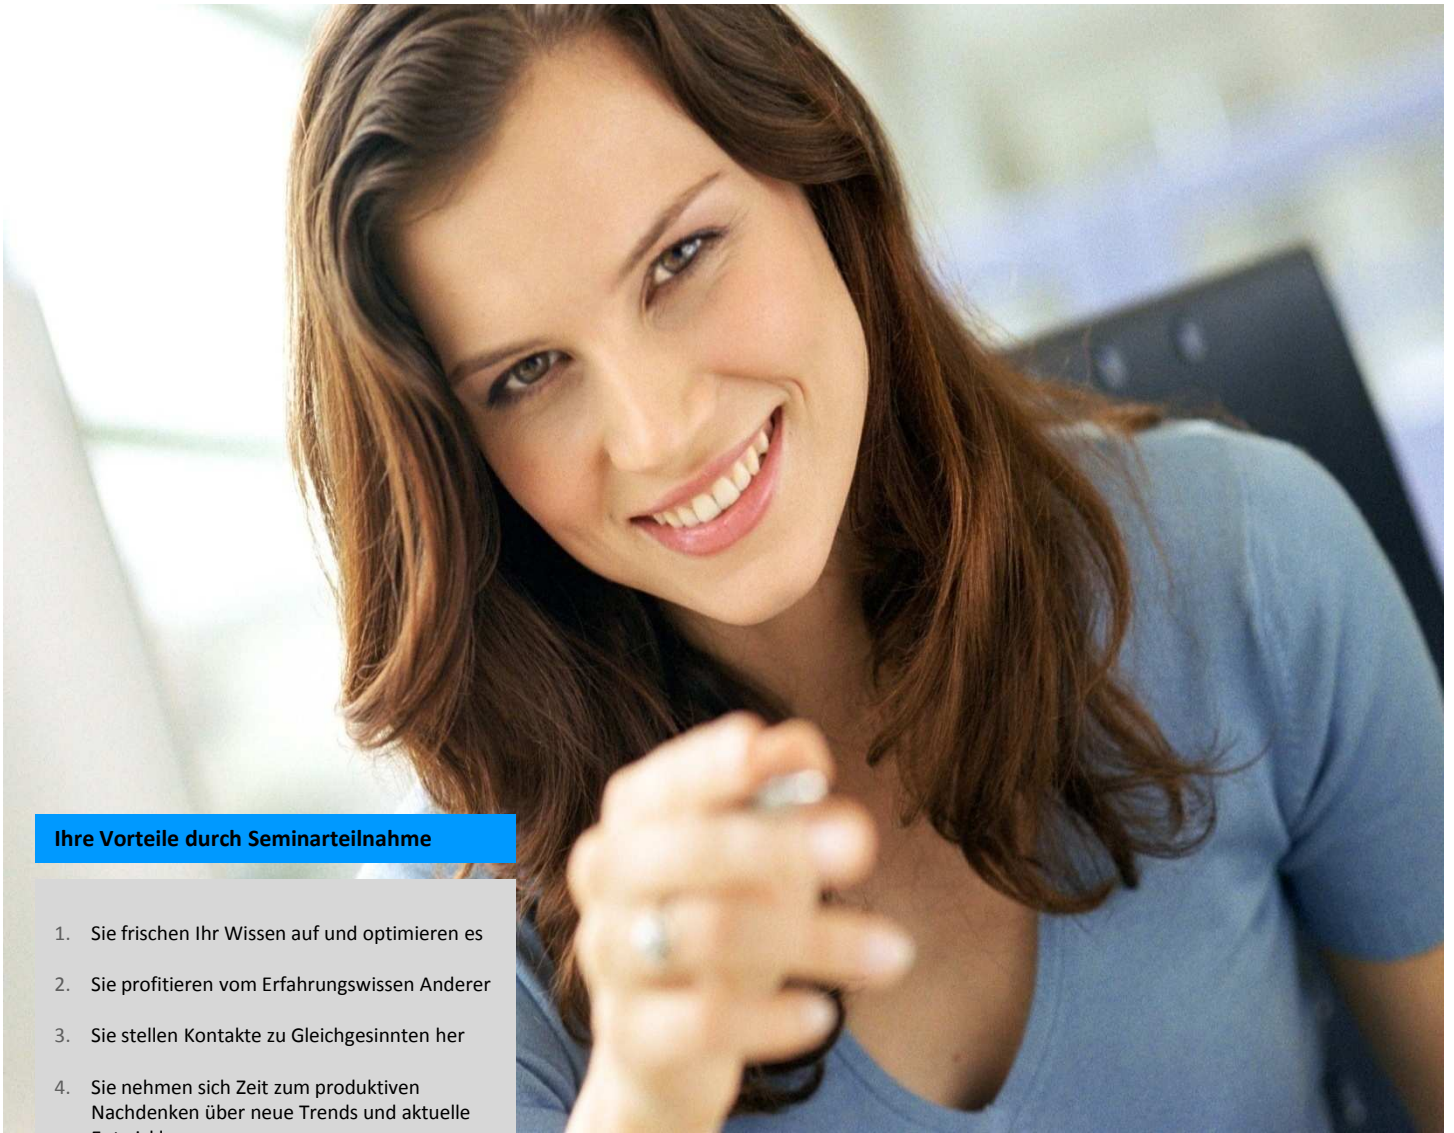 Ihre Vorteile durch Seminarteilnahme
1. Sie frischen Ihr Wissen auf und optimieren es
2. Sie profitieren vom Erfahrungswissen Anderer
3. Sie stellen Kontakte zu Gleichgesinnten her
4. Sie nehmen sich Zeit zum produktiven
Nachdenken über neue Trends und aktuelle